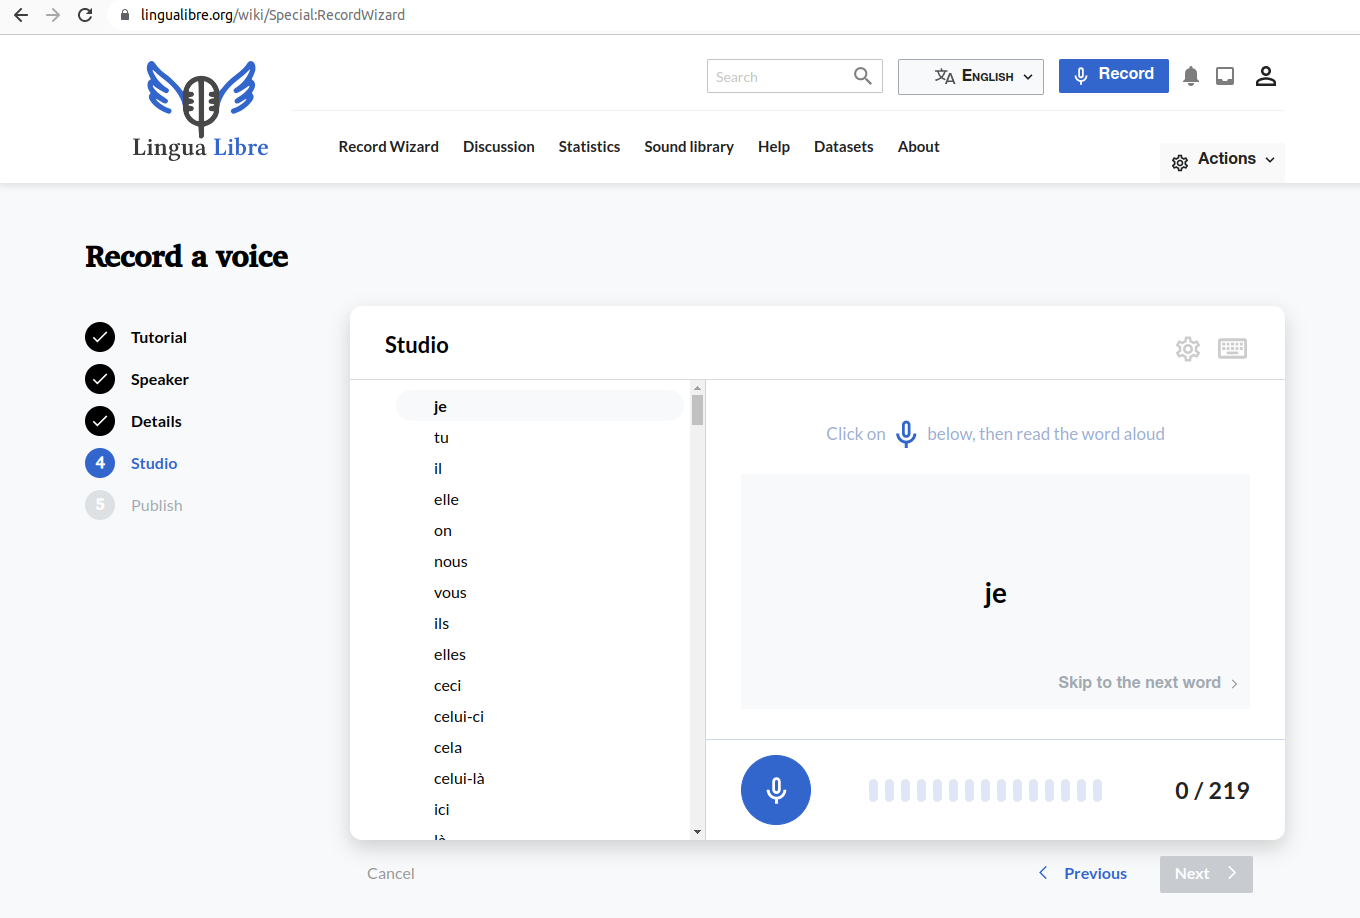 lingualibre.org/wiki/Special:RecordWizard
Lingua Libre
Search
ENGLISH
Record
Record Wizard Discussion Statistics Sound library Help Datasets About
Actions
Record a voice
Tutorial
Speaker
Details
4 Studio
5 Publish
Studio
je
tu
il
elle
on
nous
vous
ils
elles
ceci
celui-ci
cela
celui-là
ici
Click on below, then read the word aloud
je
Skip to the next word
0 / 219
Cancel
Previous
Next